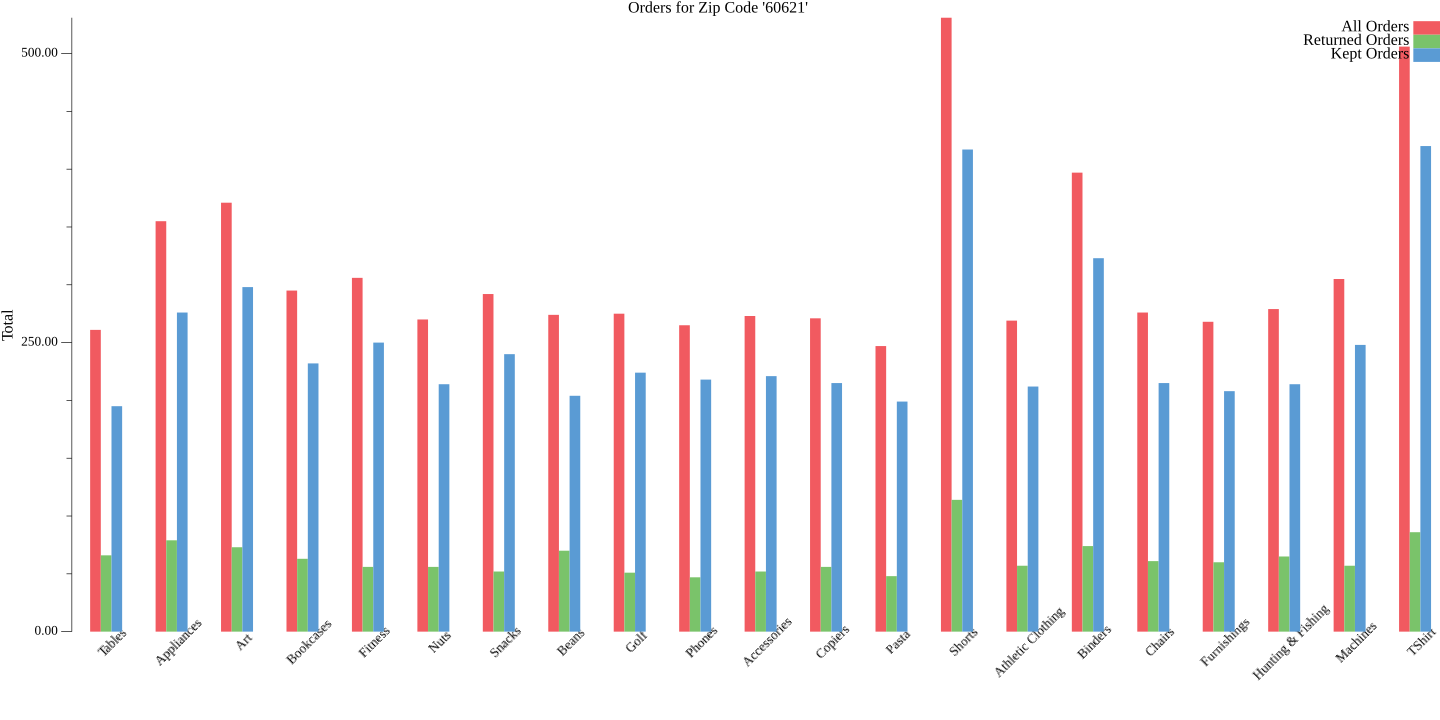 Orders for Zip Code '60621'
All Orders
Returned Orders
Kept Orders
500.00
250.00
0.00
Total
Tables
Appliances
Art
Bookcases
Fitness
Nuts
Snacks
Beans
Golf
Phones
Accessories
Copiers
Pasta
Shorts
Athletic Clothing
Binders
Chairs
Furnishings
Hunting & Fishing
Machines
TShirt